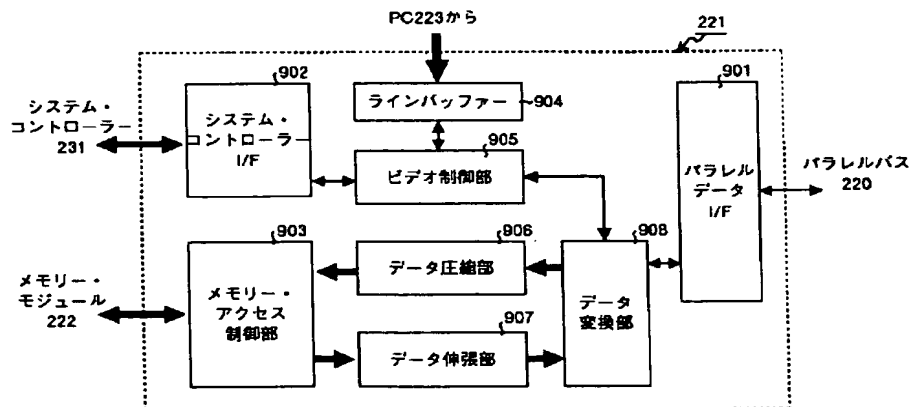 PC223から
221
902
901
システム・
コントローラー
231
システム・
コントローラー
I/F
ラインバッファー
904
905
ビデオ制御部
パラレル
データ
I/F
パラレルバス
220
903
906
908
メモリー・
モジュール
222
メモリー・
アクセス
制御部
データ圧縮部
907
データ伸張部
データ
変換部